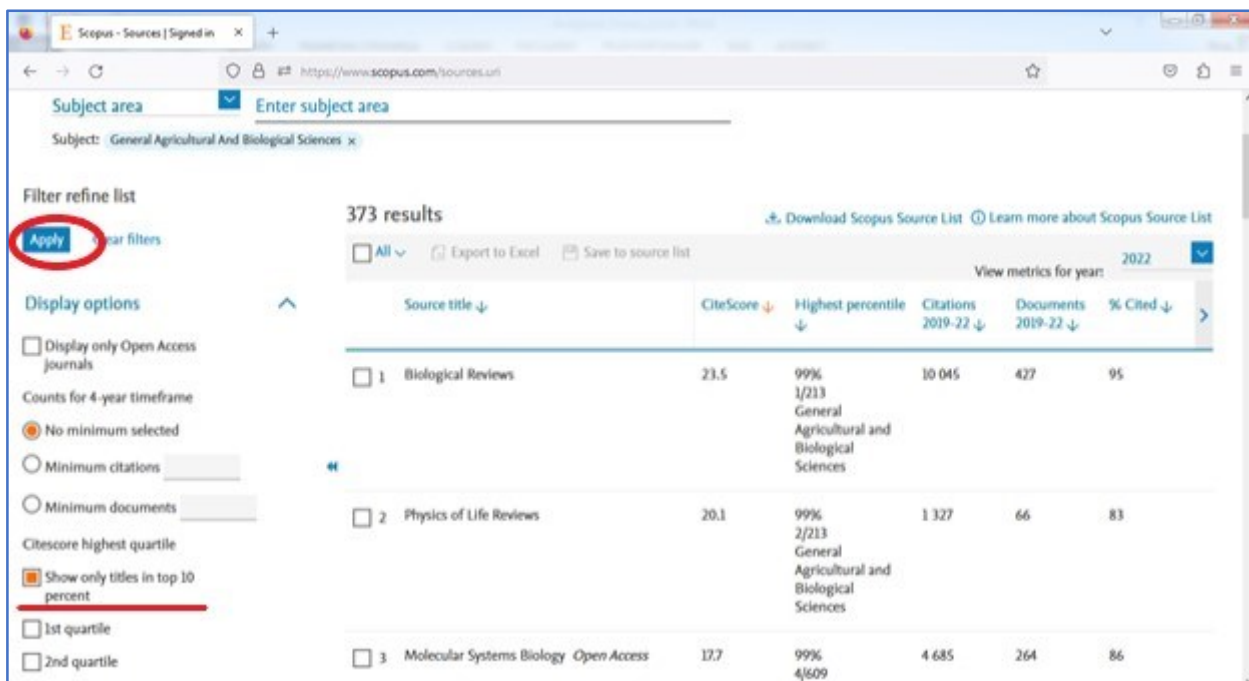 Scopus - Sources | Signed in
https://www.scopus.com/sources.uri
Subject area
Enter subject area
Subject: General Agricultural And Biological Sciences x
Filter refine list
Apply
filters
373 results
Download Scopus Source List
Learn more about Scopus Source List
All
Export to Excel
Save to source list
View metrics for year:
2022
Display options
Display only Open Access
journals
Counts for 4-year timeframe
No minimum selected
Minimum citations
Minimum documents
Citescore highest quartile
Show only titles in top 10
percent
1st quartile
2nd quartile
Source title
CiteScore
Highest percentile
Citations
2019-22
Documents
2019-22
% Cited
1 Biological Reviews
23.5
99%
1/213
General
Agricultural and
Biological
Sciences
10 045
427
95
2 Physics of Life Reviews
20.1
99%
2/213
General
Agricultural and
Biological
Sciences
1 327
66
83
3 Molecular Systems Biology Open Access
17.7
99%
4/609
4 685
264
86